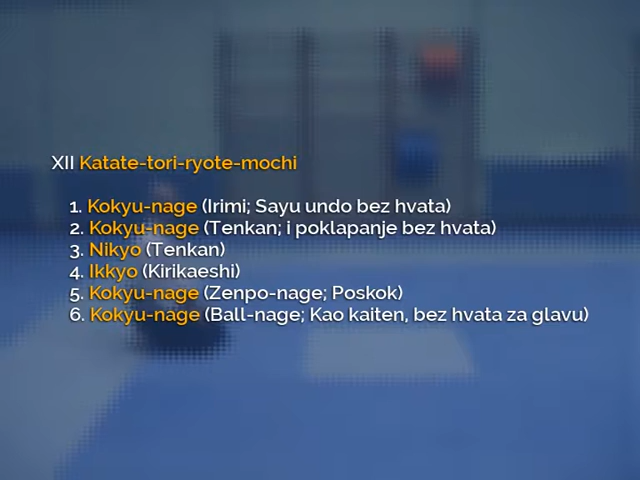 XII Katate-tori-ryote-mochi
1. Kokyu-nage (Irimi; Sayu undo bez hvata)
2. Kokyu-nage (Tenkan; i poklapanje bez hvata)
3. Nikyo (Tenkan)
4. Ikkyo (Kirikaeshi)
5. Kokyu-nage (Zenpo-nage; Poskok)
6. Kokyu-nage (Ball-nage; Kao kaiten, bez hvata za glavu)